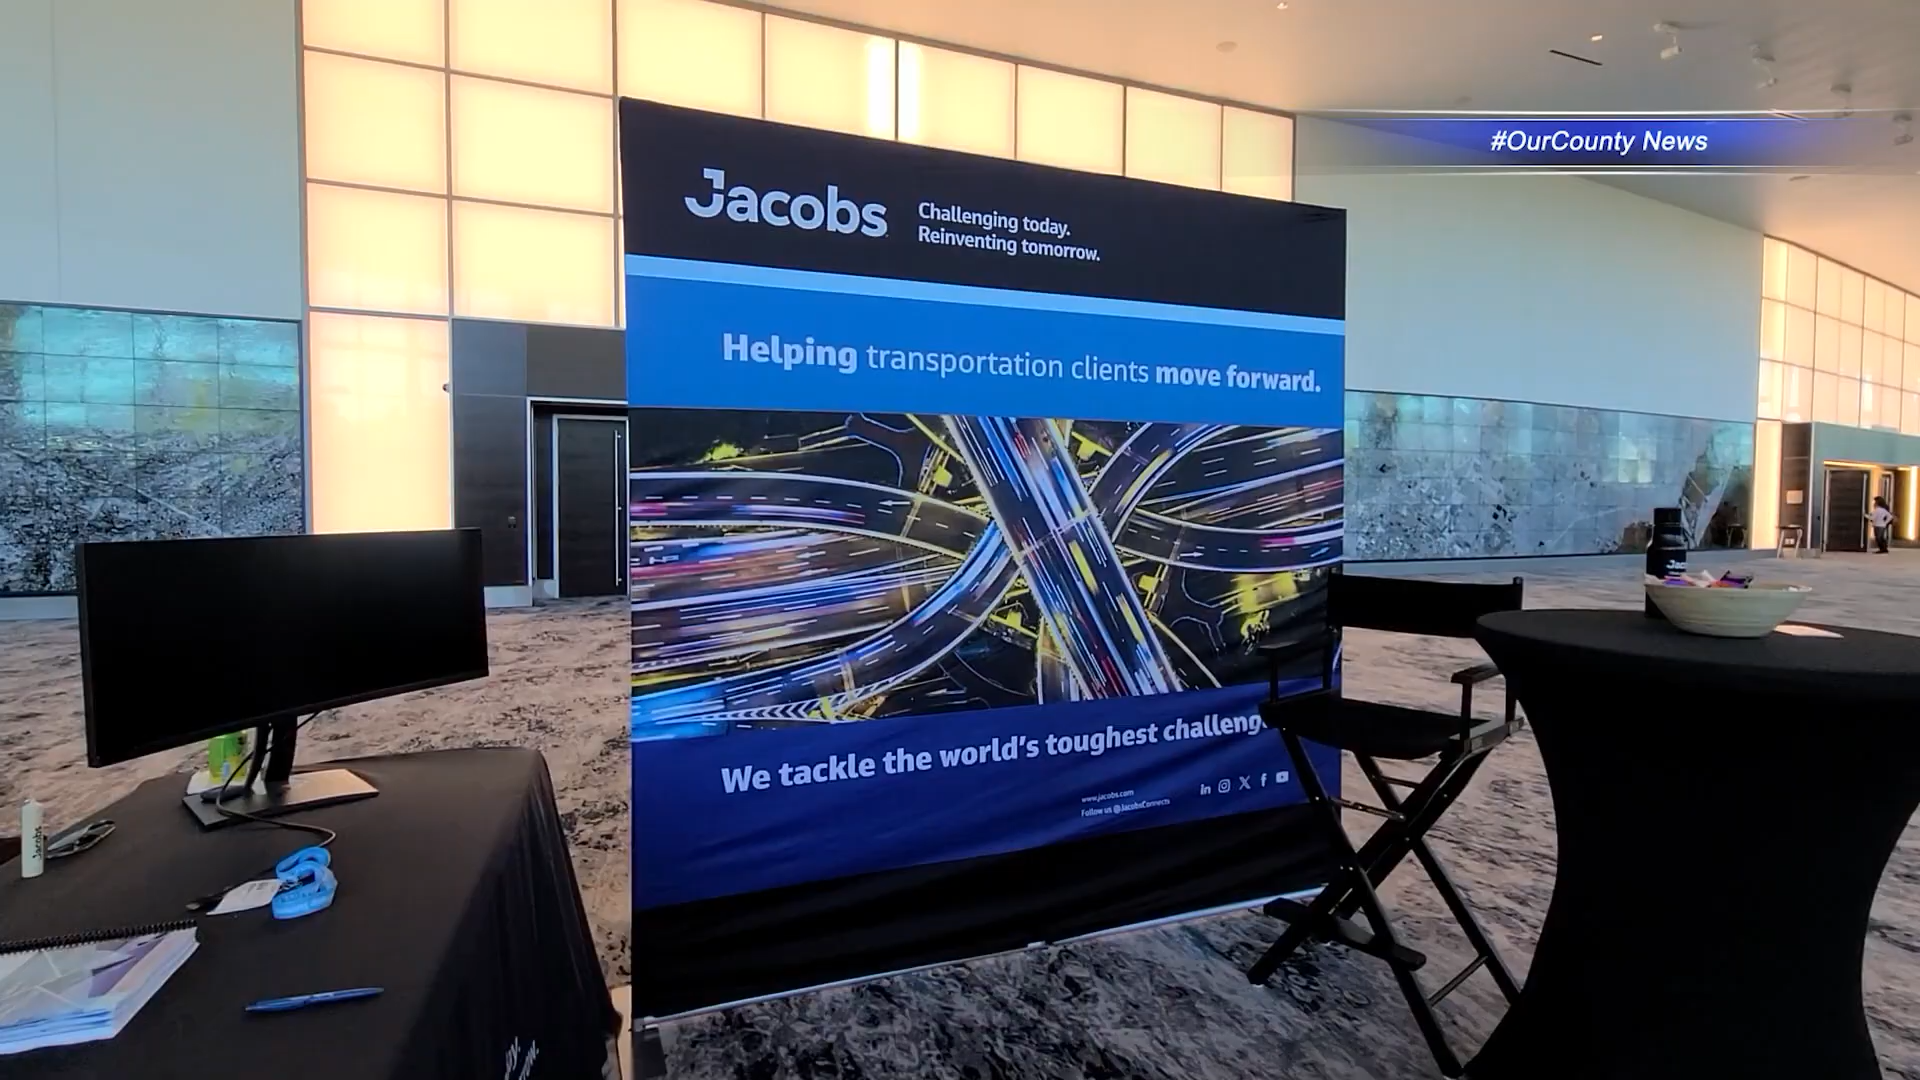 #OurCounty News
Jacobs
Challenging today.
Reinventing tomorrow.
Helping transportation clients move forward.
We tackle the world's toughest
www.jacobs.com
Follow us @JacobsConnects
Jacobs